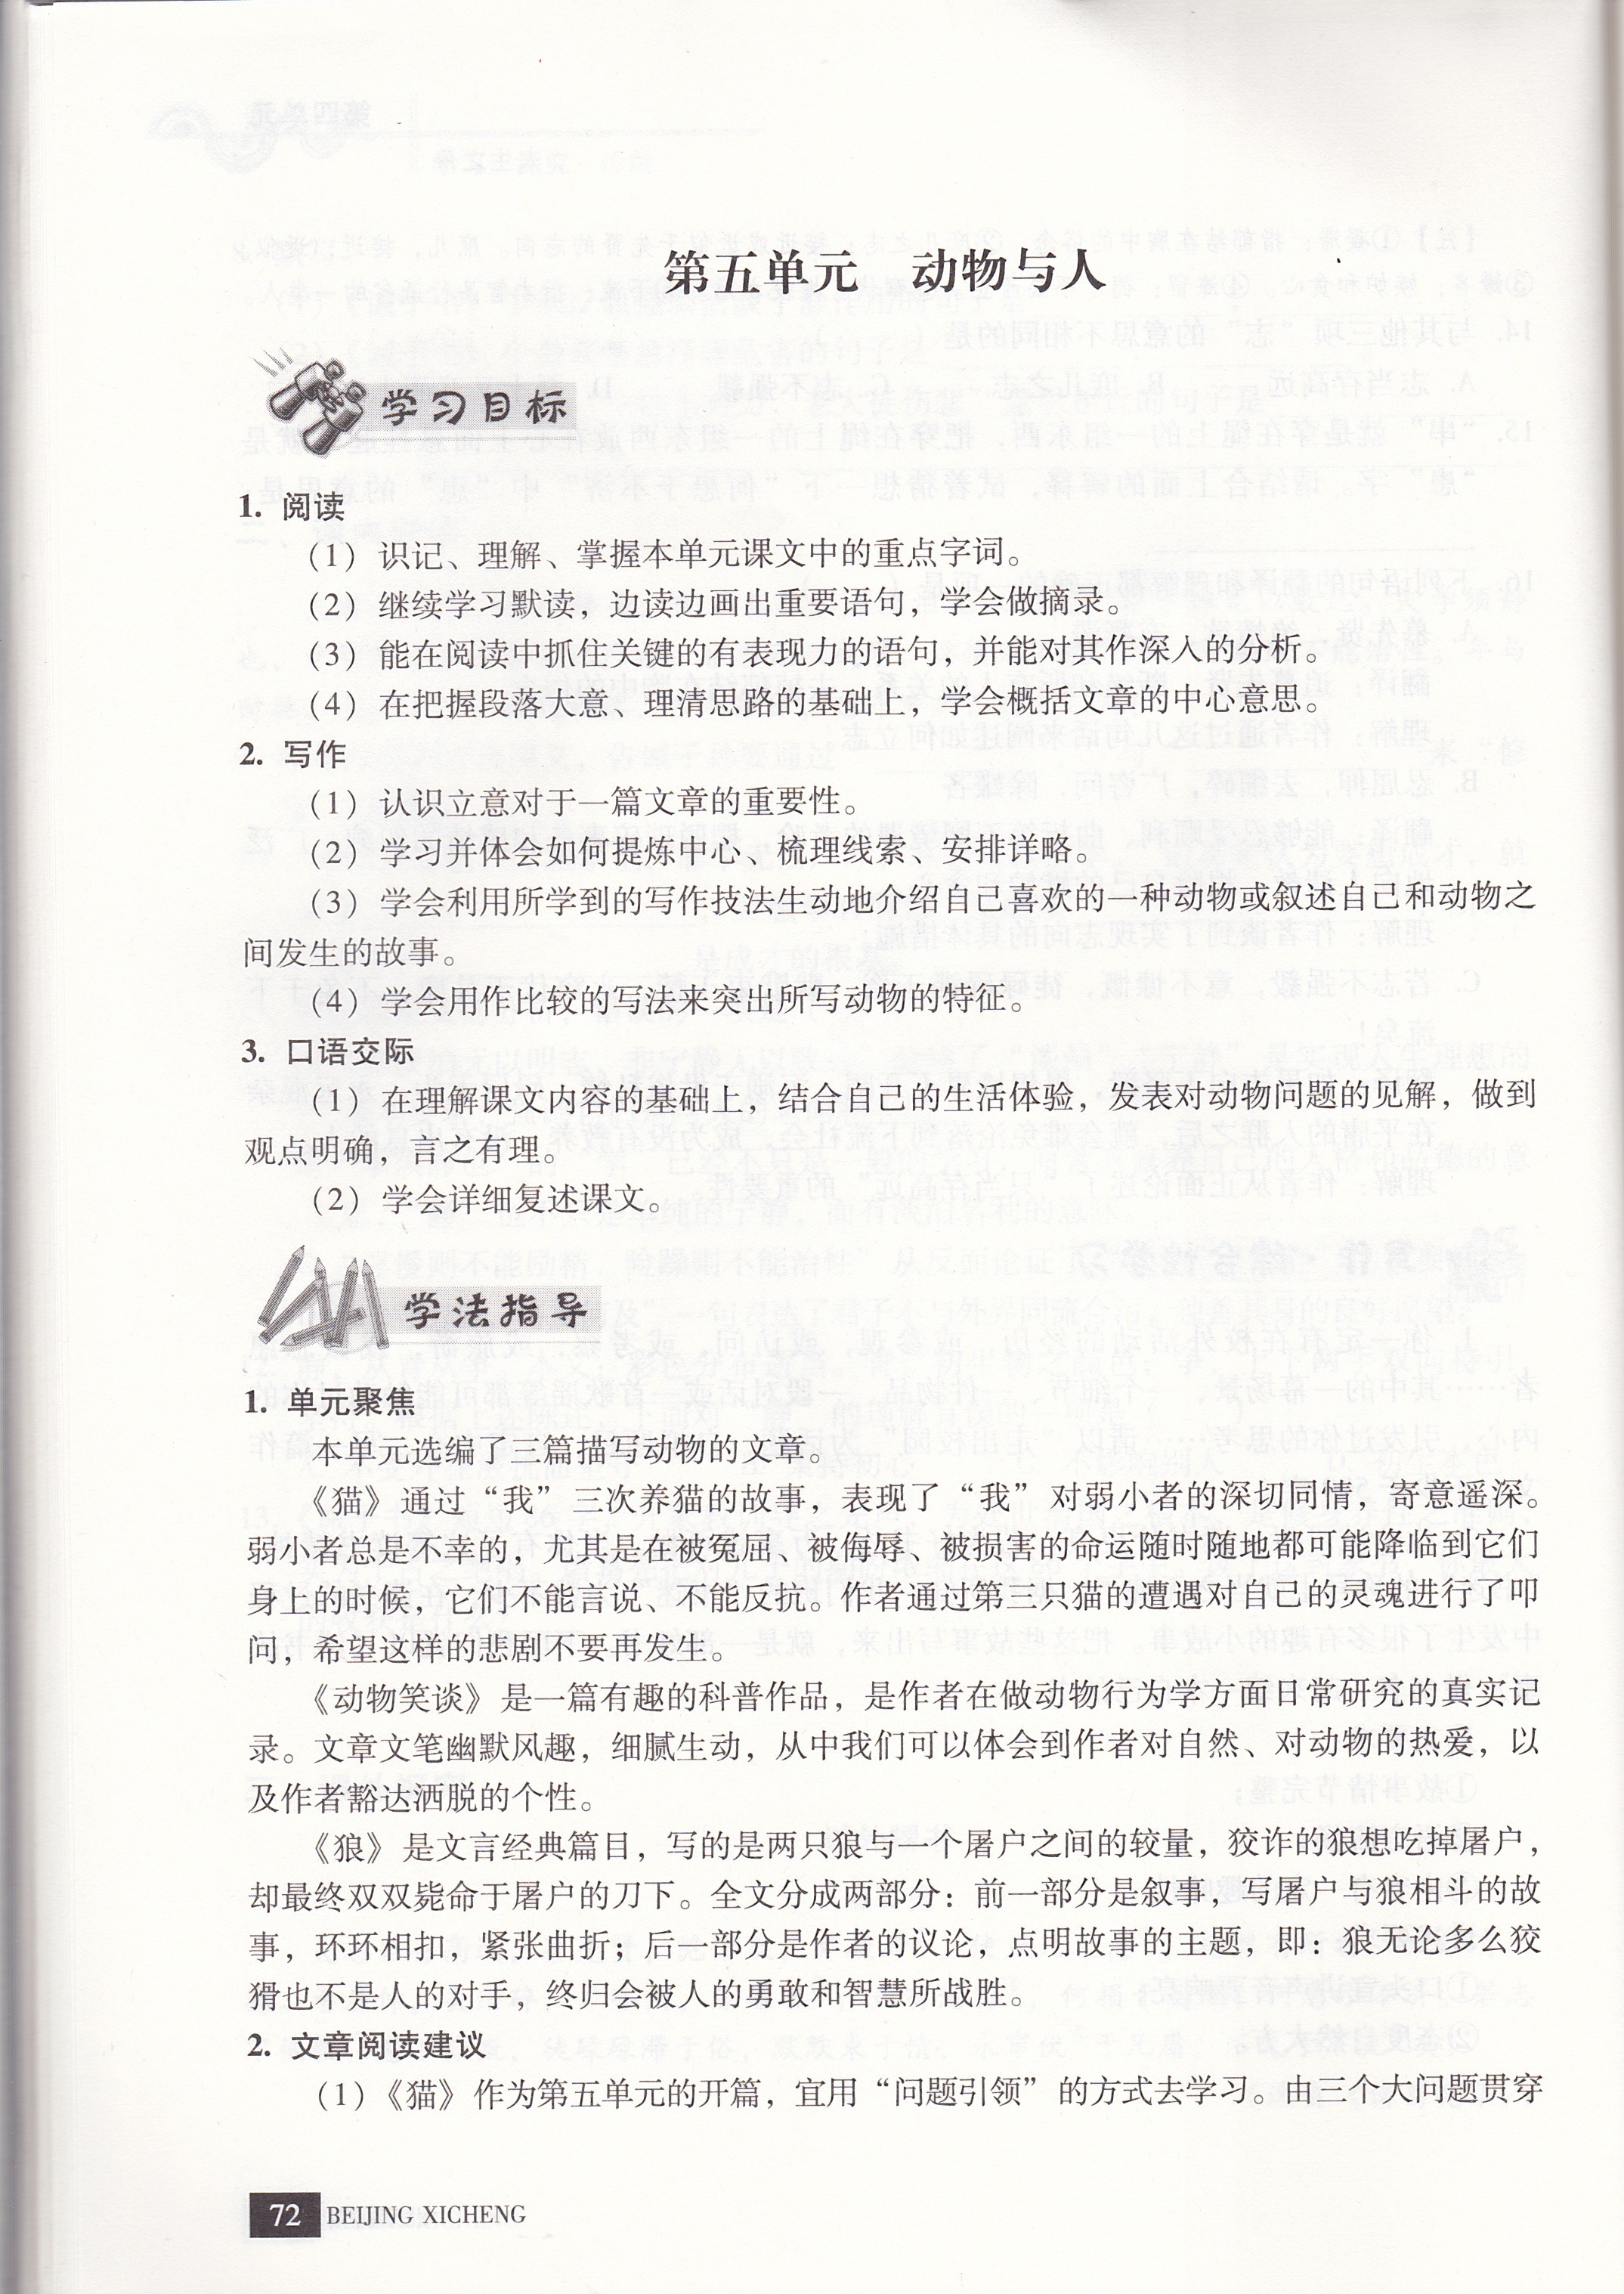 第五单元　动物与人
学习目标
1. 阅读
（1）识记、理解、掌握本单元课文中的重点字词。
（2）继续学习默读，边读边画出重要语句，学会做摘录。
（3）能在阅读中抓住关键的有表现力的语句，并能对其作深入的分析。
（4）在把握段落大意、理清思路的基础上，学会概括文章的中心意思。
2. 写作
（1）认识立意对于一篇文章的重要性。
（2）学习并体会如何提炼中心、梳理线索、安排详略。
（3）学会利用所学到的写作技法生动地介绍自己喜欢的一种动物或叙述自己和动物之
间发生的故事。
（4）学会用作比较的写法来突出所写动物的特征。
3. 口语交际
（1）在理解课文内容的基础上，结合自己的生活体验，发表对动物问题的见解，做到
观点明确，言之有理。
（2）学会详细复述课文。
学法指导
1. 单元聚焦
本单元选编了三篇描写动物的文章。
《猫》通过“我”三次养猫的故事，表现了“我”对弱小者的深切同情，寄意遥深。
弱小者总是不幸的，尤其是在被冤屈、被侮辱、被损害的命运随时随地都可能降临到它们
身上的时候，它们不能言说、不能反抗。作者通过第三只猫的遭遇对自己的灵魂进行了叩
问，希望这样的悲剧不要再发生。
《动物笑谈》是一篇有趣的科普作品，是作者在做动物行为学方面日常研究的真实记
录。文章文笔幽默风趣，细腻生动，从中我们可以体会到作者对自然、对动物的热爱，以
及作者豁达洒脱的个性。
《狼》是文言经典篇目，写的是两只狼与一个屠户之间的较量，狡诈的狼想吃掉屠户，
却最终双双毙命于屠户的刀下。全文分成两部分：前一部分是叙事，写屠户与狼相斗的故
事，环环相扣，紧张曲折；后一部分是作者的议论，点明故事的主题，即：狼无论多么狡
猾也不是人的对手，终归会被人的勇敢和智慧所战胜。
2. 文章阅读建议
（1）《猫》作为第五单元的开篇，宜用“问题引领”的方式去学习。由三个大问题贯穿
72 BEIJING XICHENG